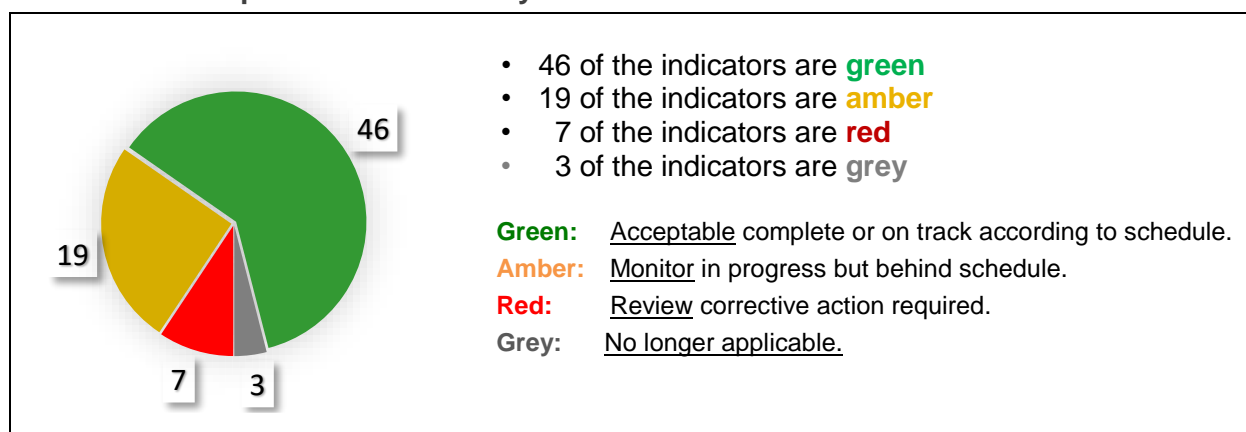 46
19
7
3
• 46 of the indicators are green
• 19 of the indicators are amber
• 7 of the indicators are red
• 3 of the indicators are grey
Green: Acceptable complete or on track according to schedule.
Amber: Monitor in progress but behind schedule.
Red: Review corrective action required.
Grey: No longer applicable.